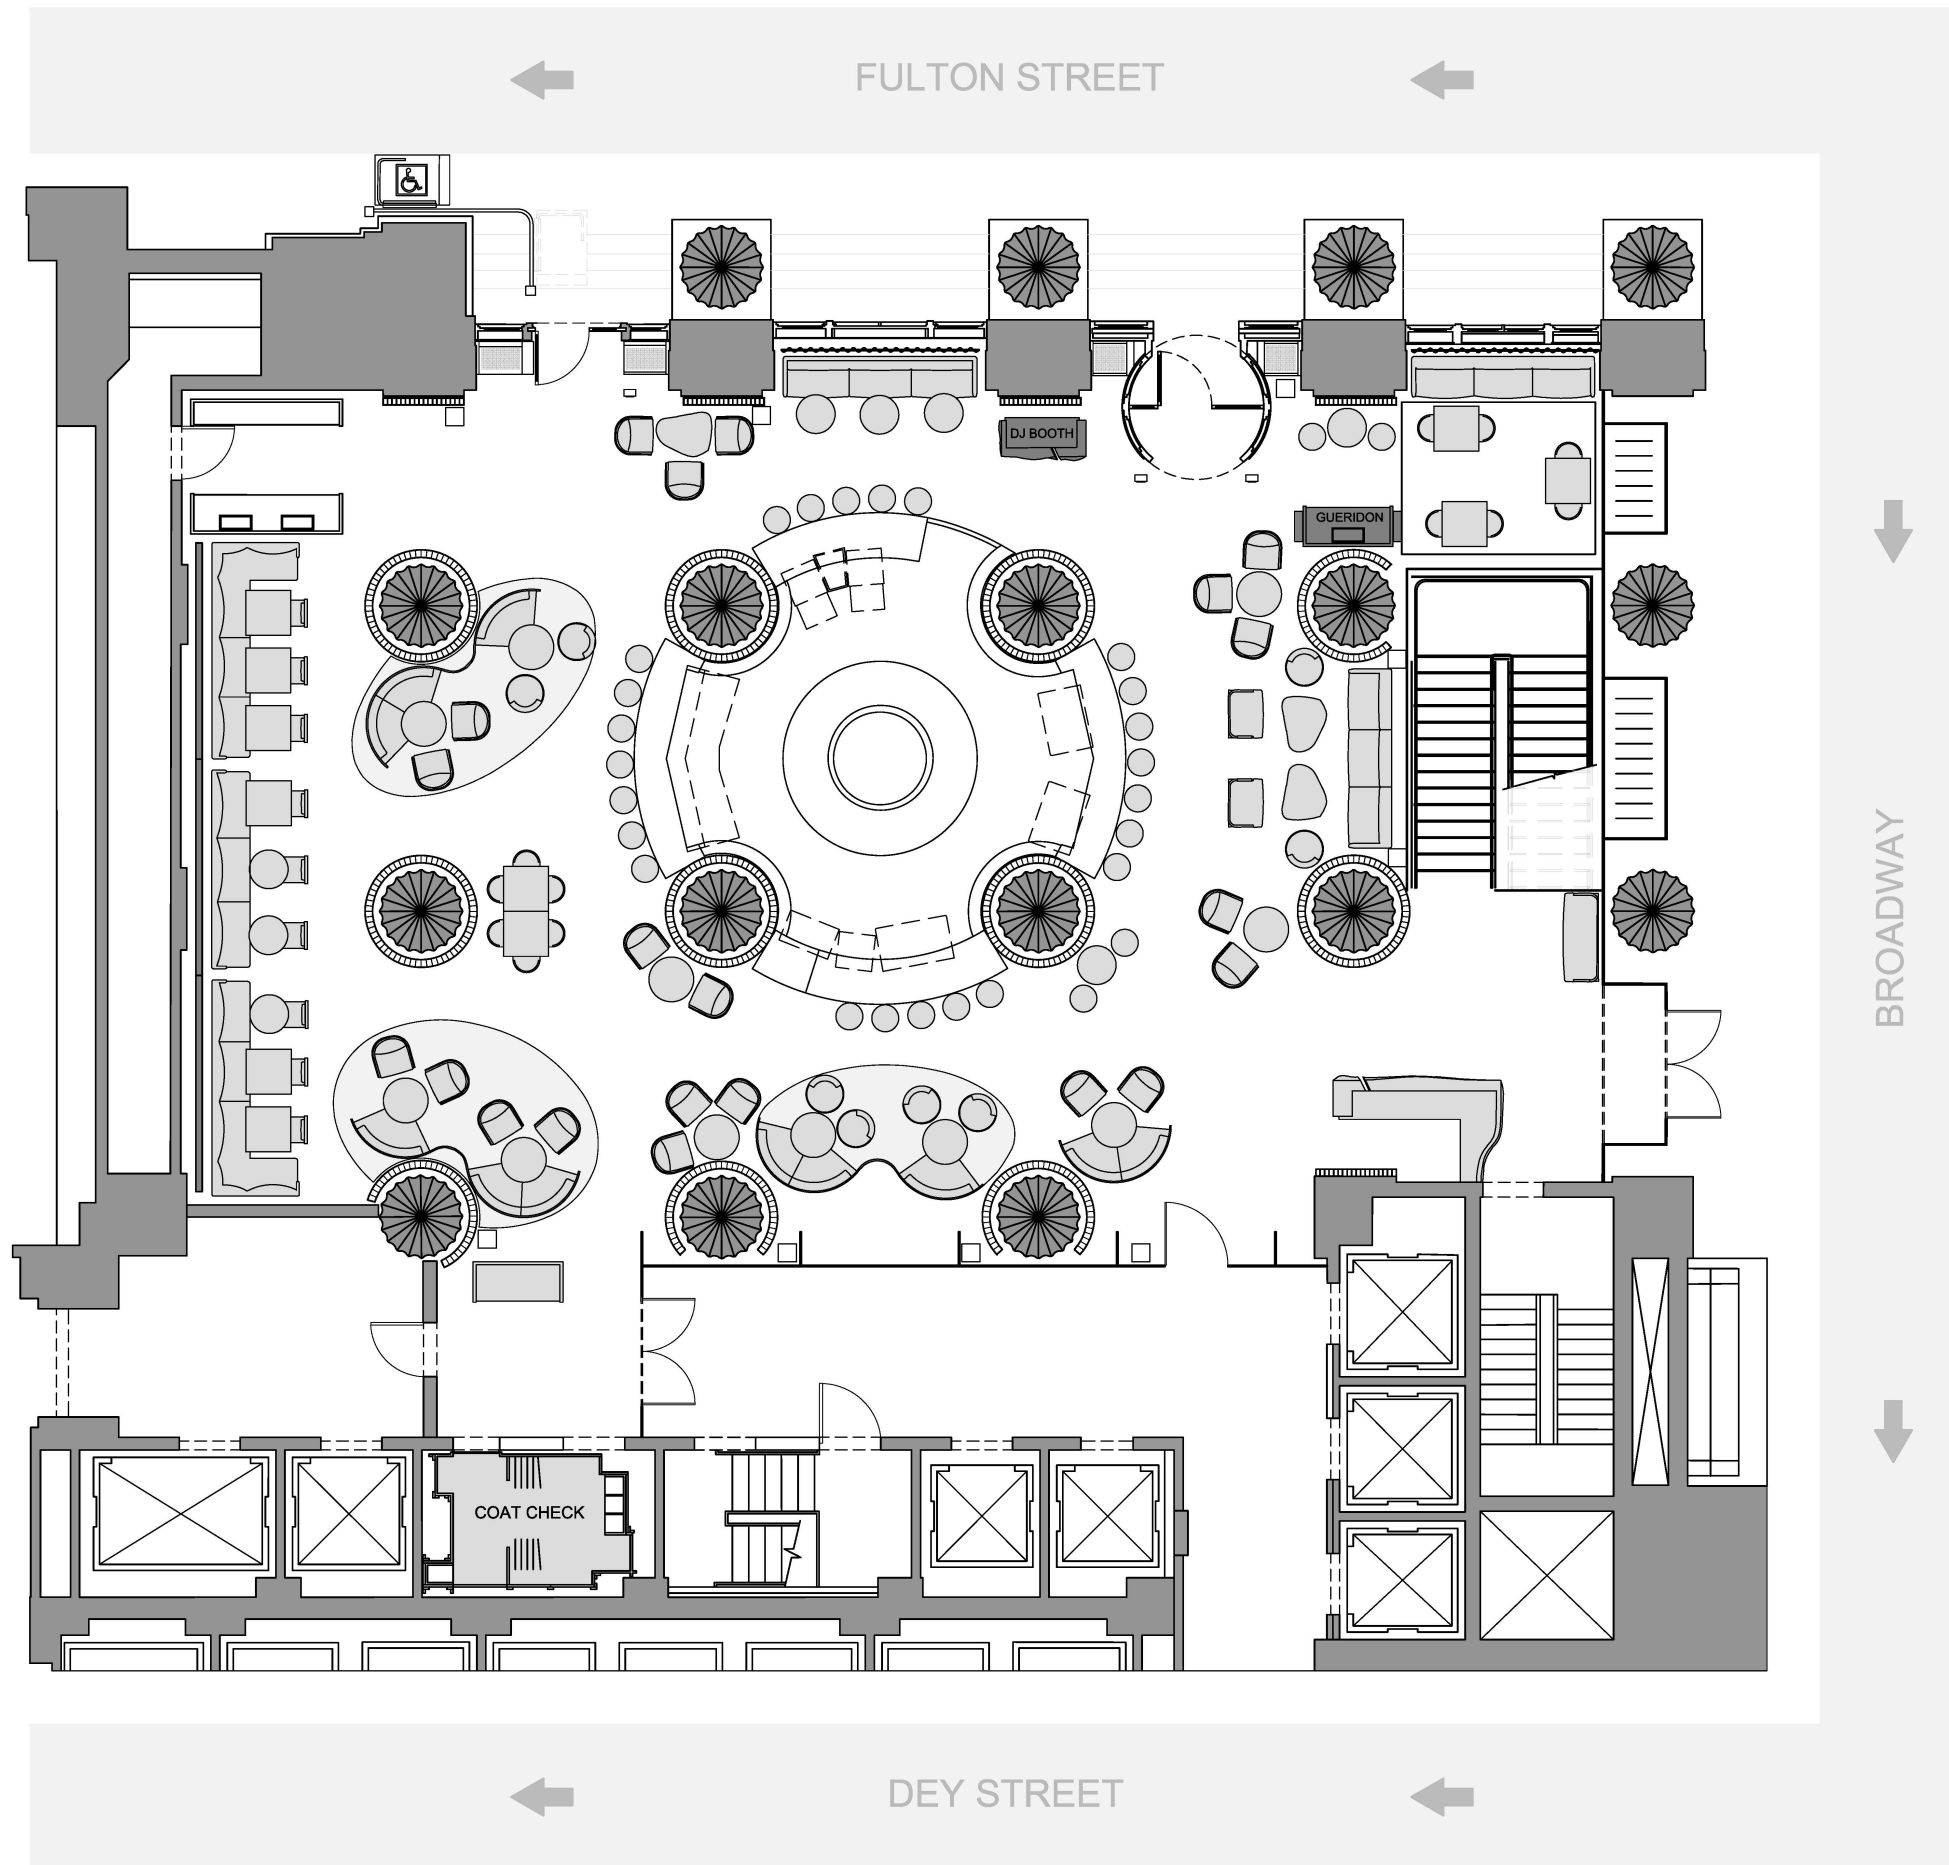 FULTON STREET
DJ BOOTH
GUERIDON
BROADWAY
COAT CHECK
DEY STREET